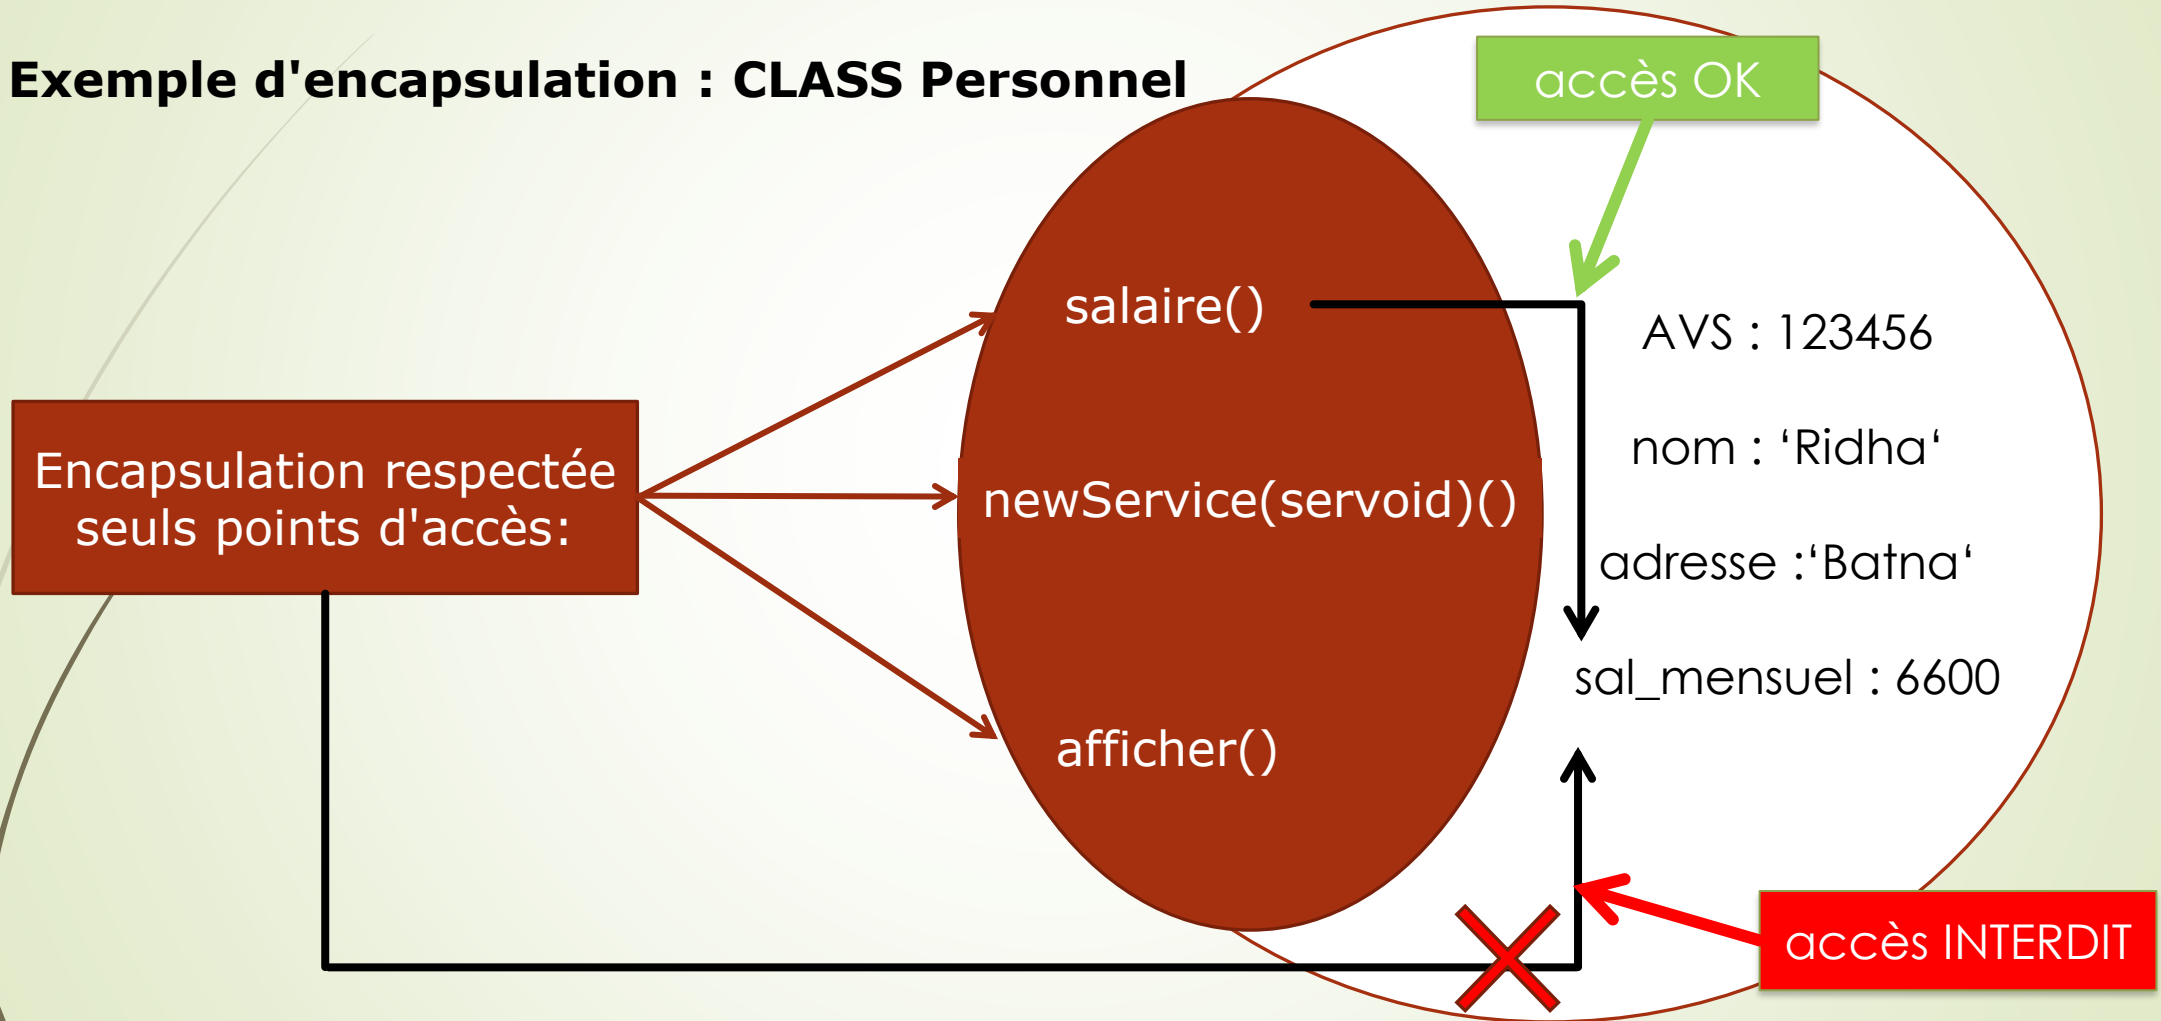 Exemple d'encapsulation : CLASS Personnel
accès OK
salaire()
AVS : 123456
nom : ‘Ridha‘
Encapsulation respectée
seuls points d'accès:
newService(servoid)()
adresse :‘Batna‘
sal_mensuel : 6600
afficher()
accès INTERDIT